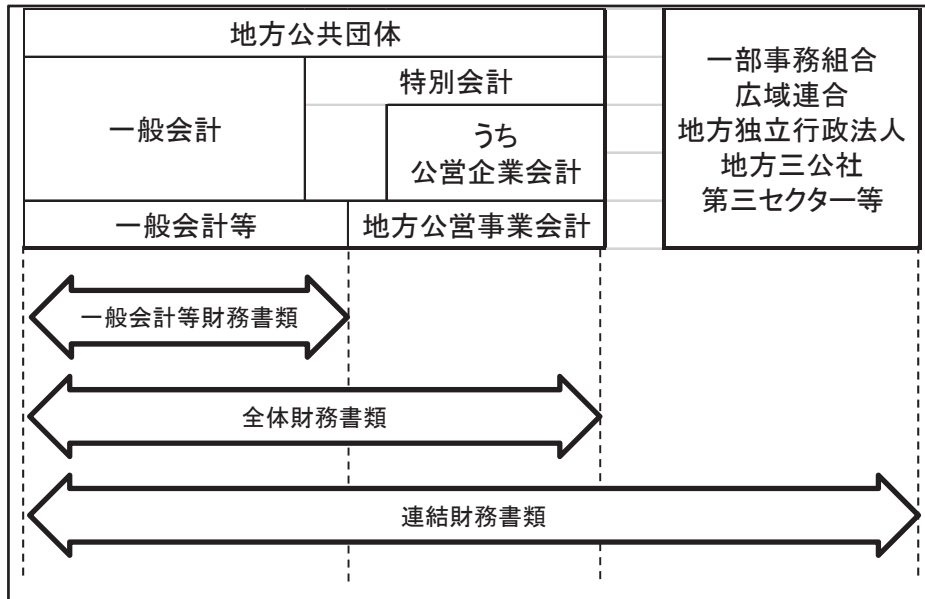 地方公共団体
一般会計
特別会計
うち
公営企業会計
一般会計等
地方公営事業会計
一部事務組合
広域連合
地方独立行政法人
地方三公社
第三セクター等
一般会計等財務書類
全体財務書類
連結財務書類